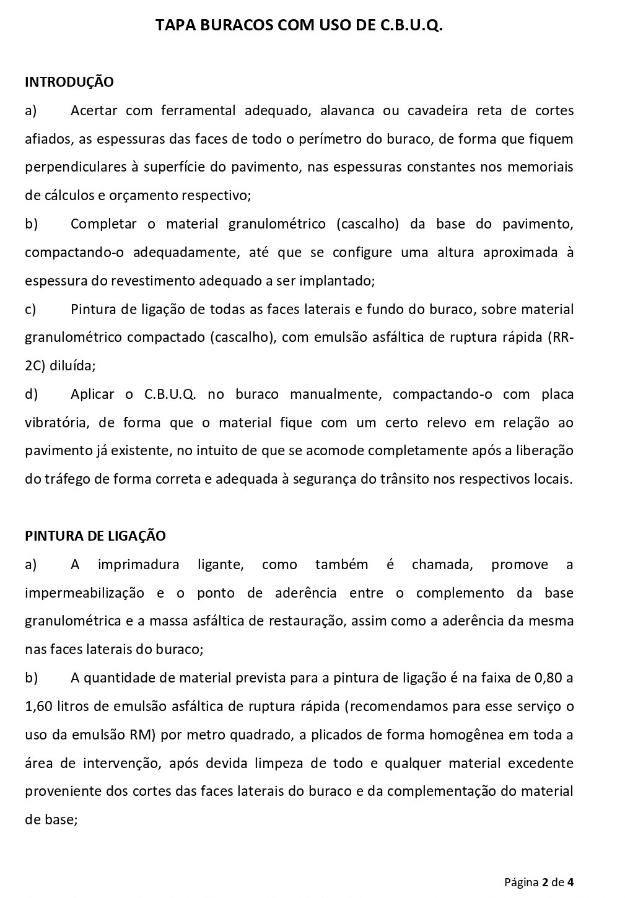 TAPA BURACOS COM USO DE C.B.U.Q.
INTRODUÇÃO
a) Acertar com ferramental adequado, alavanca ou cavadeira reta de cortes
afiados, as espessuras das faces de todo o perímetro do buraco, de forma que fiquem
perpendiculares à superfície do pavimento, nas espessuras constantes nos memoriais
de cálculos e orçamento respectivo;
b) Completar o material granulométrico (cascalho) da base do pavimento,
compactando-o adequadamente, até que se configure uma altura aproximada à
espessura do revestimento adequado a ser implantado;
c) Pintura de ligação de todas as faces laterais e fundo do buraco, sobre material
granulométrico compactado (cascalho), com emulsão asfáltica de ruptura rápida (RR-
2C) diluída;
d) Aplicar o C.B.U.Q. no buraco manualmente, compactando-o com placa
vibratória, de forma que o material fique com um certo relevo em relação ao
pavimento já existente, no intuito de que se acomode completamente após a liberação
do tráfego de forma correta e adequada à segurança do trânsito nos respectivos locais.
PINTURA DE LIGAÇÃO
a) A imprimadura ligante, como também é chamada, promove a
impermeabilização e o ponto de aderência entre o complemento da base
granulométrica e a massa asfáltica de restauração, assim como a aderência da mesma
nas faces laterais do buraco;
b) A quantidade de material prevista para a pintura de ligação é na faixa de 0,80 a
1,60 litros de emulsão asfáltica de ruptura rápida (recomendamos para esse serviço o
uso da emulsão RM) por metro quadrado, a plicados de forma homogênea em toda a
área de intervenção, após devida limpeza de todo e qualquer material excedente
proveniente dos cortes das faces laterais do buraco e da complementação do material
de base;
Página 2 de 4